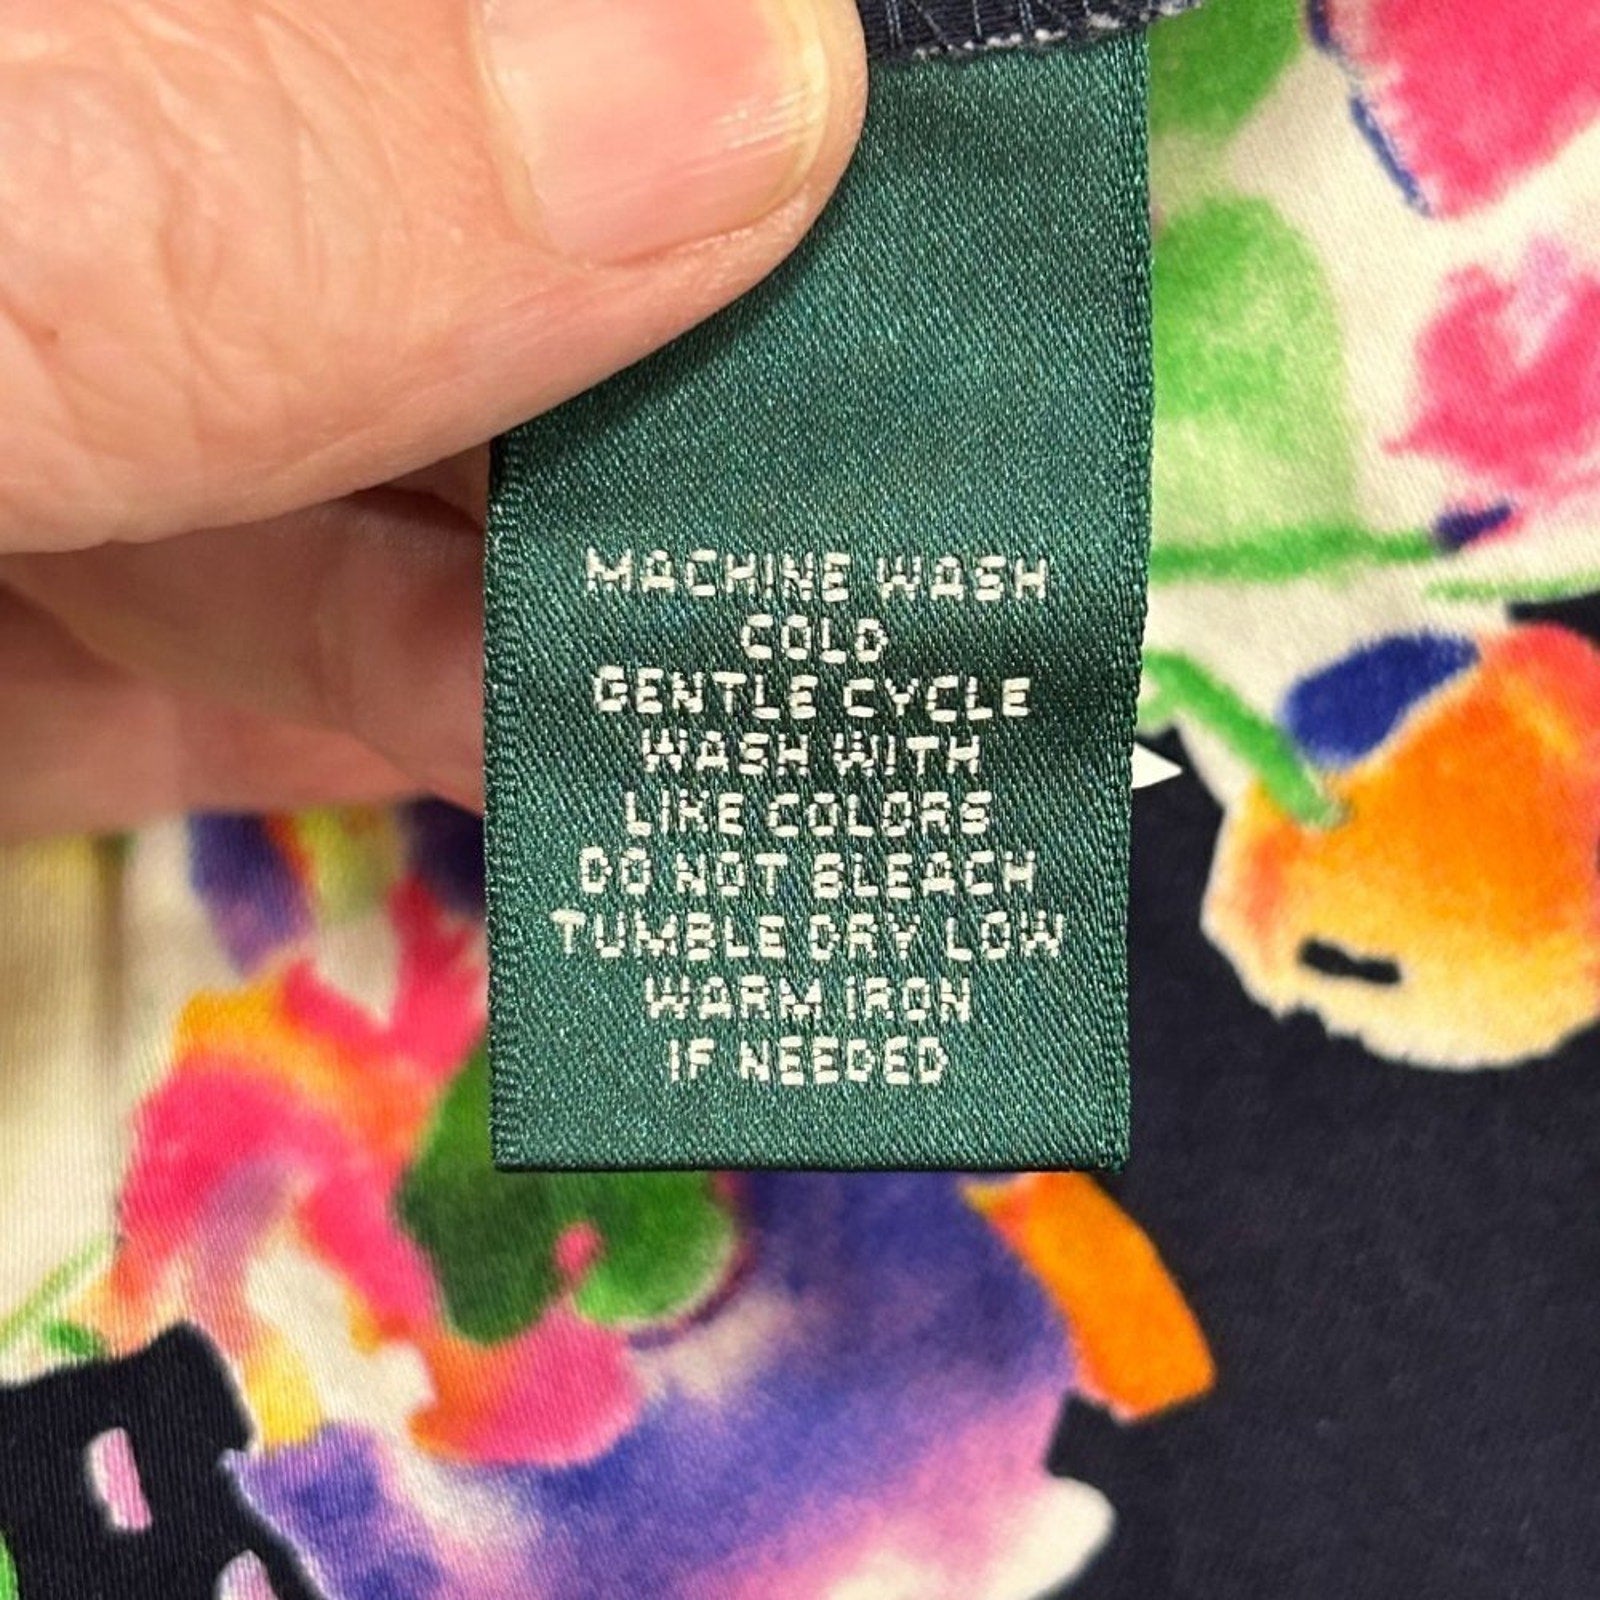 MACHINE WASH
COLD
GENTLE CYCLE
WASH WITH
LIKE COLORS
DO NOT BLEACH
TUMBLE DRY LOW
WARM IRON
IF NEEDED